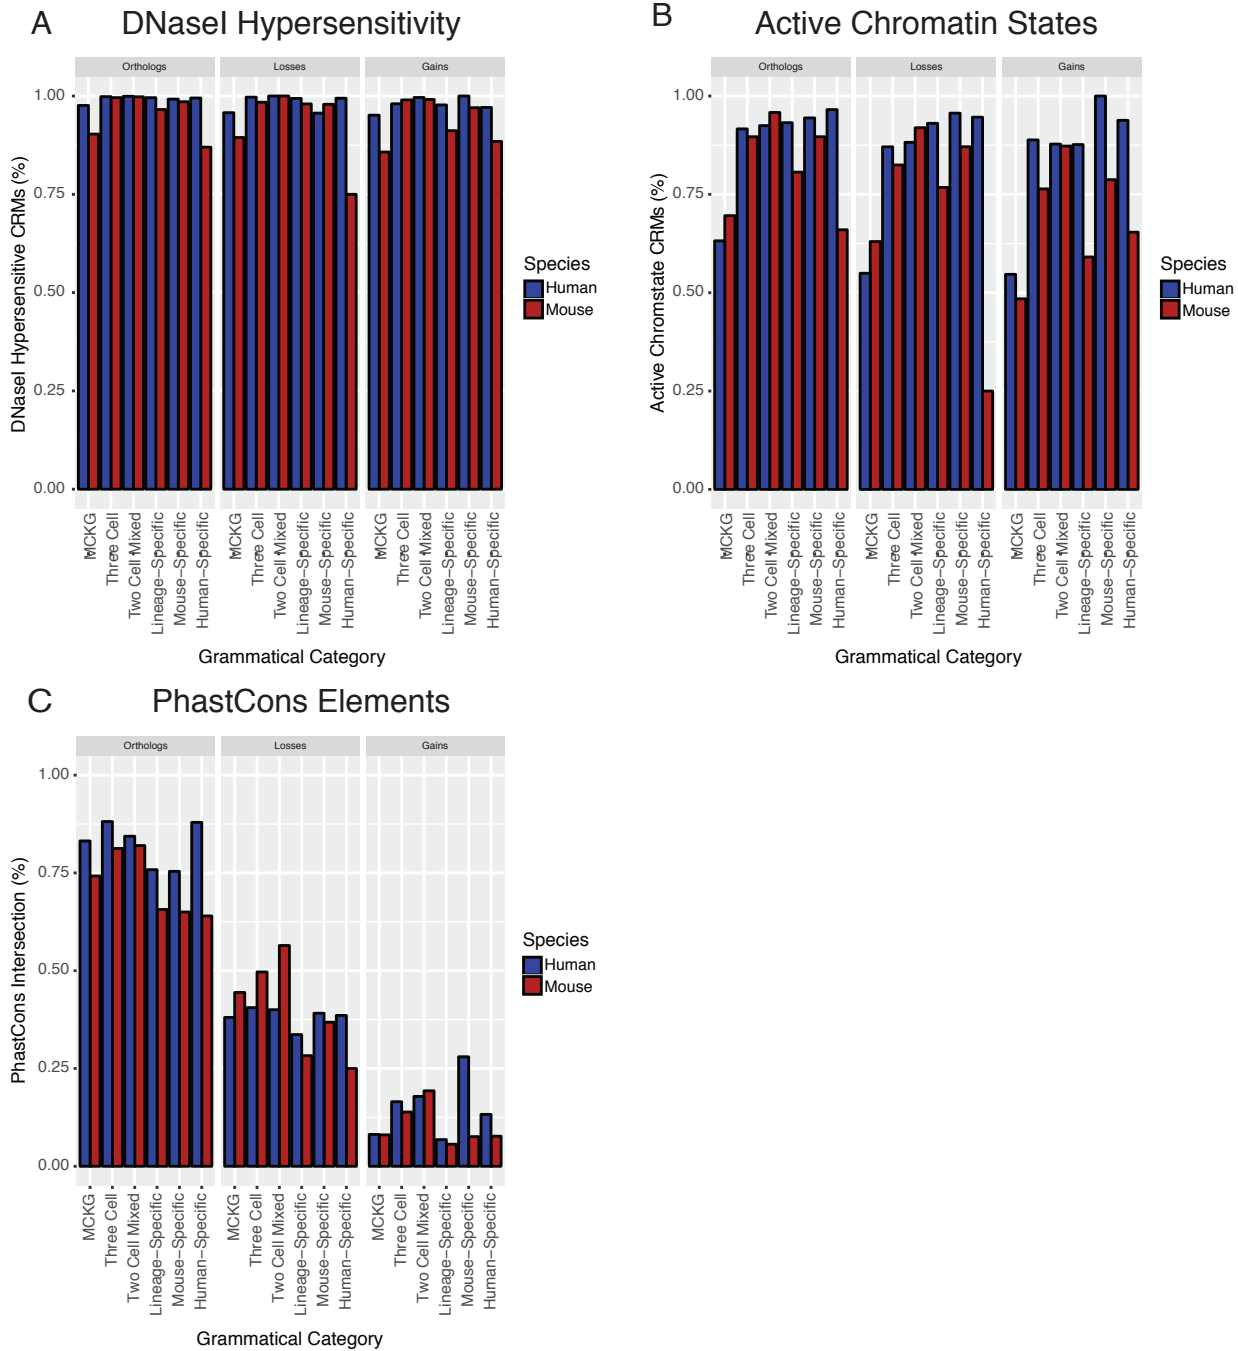 A DNaseI Hypersensitivity
Orthologs Losses Gains
DNaseI Hypersensitive CRMs (%)
1.00
0.75
0.50
0.25
0.00
MCKG Three Cell Two Cell Mixed Lineage-Specific Mouse-Specific Human-Specific MCKG Three Cell Two Cell Mixed Lineage-Specific Mouse-Specific Human-Specific MCKG Three Cell Two Cell Mixed Lineage-Specific Mouse-Specific Human-Specific
Grammatical Category
Species
Human
Mouse
B Active Chromatin States
Orthologs Losses Gains
Active Chromstate CRMs (%)
1.00
0.75
0.50
0.25
0.00
MCKG Three Cell Two Cell Mixed Lineage-Specific Mouse-Specific Human-Specific MCKG Three Cell Two Cell Mixed Lineage-Specific Mouse-Specific Human-Specific MCKG Three Cell Two Cell Mixed Lineage-Specific Mouse-Specific Human-Specific
Grammatical Category
Species
Human
Mouse
C PhastCons Elements
Orthologs Losses Gains
PhastCons Intersection (%)
1.00
0.75
0.50
0.25
0.00
MCKG Three Cell Two Cell Mixed Lineage-Specific Mouse-Specific Human-Specific MCKG Three Cell Two Cell Mixed Lineage-Specific Mouse-Specific Human-Specific MCKG Three Cell Two Cell Mixed Lineage-Specific Mouse-Specific Human-Specific
Grammatical Category
Species
Human
Mouse